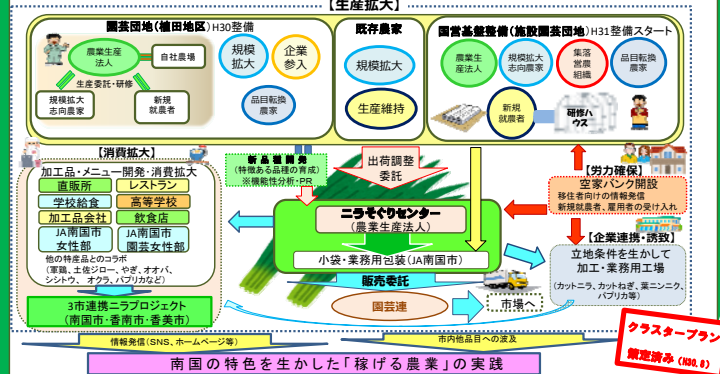 【生産拡大】
園芸団地(植田地区)H30整備
農業生産
法人
自社農場
生産委託・研修
規模拡大
志向農家
新規
就農者
規模
拡大
企業
参入
品目転換
農家
既存農家
規模拡大
生産維持
国営基盤整備(施設園芸団地)H31整備スタート
農業生
産法人
規模拡大
志向農家
集落
営農
組織
品目転換
農家
新規
就農者
研修ハ
ウス
【消費拡大】
加工品・メニュー開発・消費拡大
直販所
レストラン
学校給食
高等学校
加工品会社
飲食店
JA南国市
女性部
JA南国市
園芸女性部
他の特産品とのコラボ
(軍鶏、土佐ジロー、やぎ、オオバ、
シシトウ、オクラ、パプリカなど)
3市連携ニラプロジェクト
(南国市・香南市・香美市)
新品種開発
(特徴ある品種の育成)
※機能性分析・PR
出荷調整
委託
ニラそぐりセンター
(農業生産法人)
小袋・業務用包装(JA南国市)
販売委託
園芸連
市場へ
【労力確保】
空家バンク開設
移住者向けの情報発信
新規就農者、雇用者の受け入れ
【企業連携・誘致】
立地条件を生かして
加工・業務用工場
(カットニラ、カットねぎ、葉ニンニク、
パプリカ等)
情報発信(SNS、ホームページ等)
市内他品目への波及
南国の特色を生かした「稼げる農業」の実践
クラスタープラン
策定済み(H30.8)